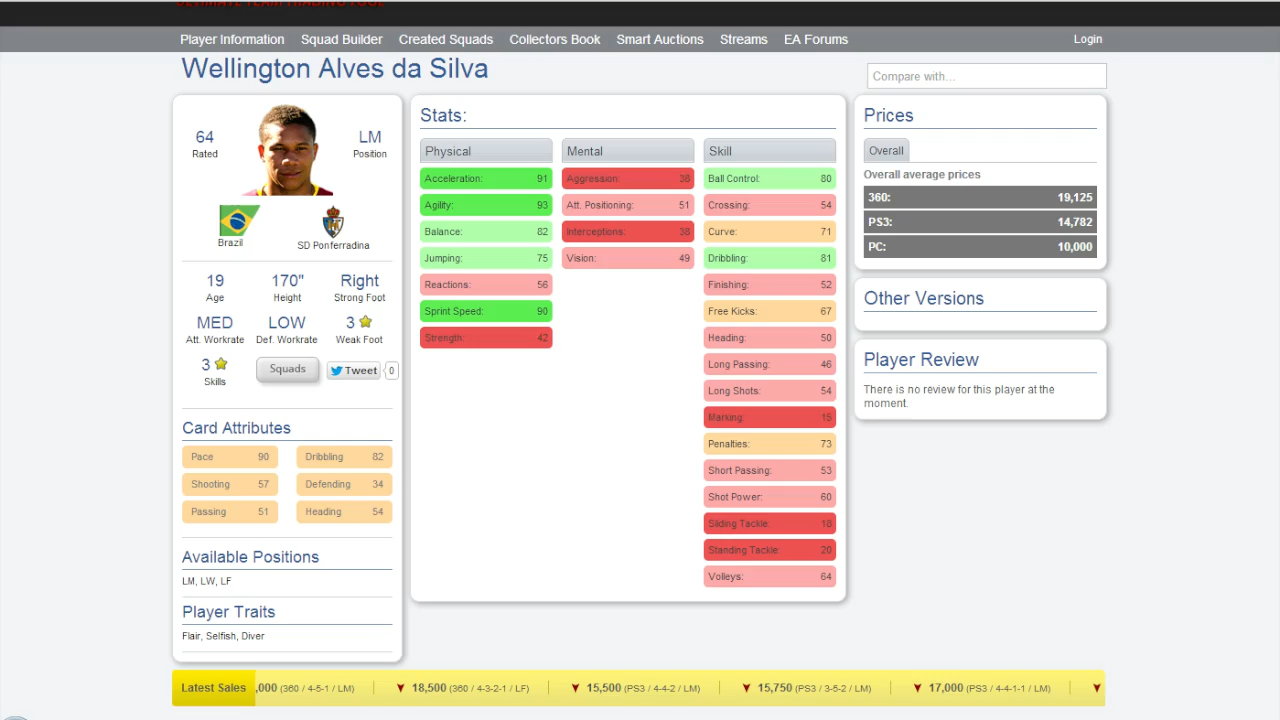 ULTIMATE TEAM TRADING TOOL
Player Information Squad Builder Created Squads Collectors Book Smart Auctions Streams EA Forums Login
Wellington Alves da Silva
Compare with...
64
Rated
LM
Position
Brazil
SD Ponferradina
19
Age
170"
Height
Right
Strong Foot
MED
Att. Workrate
LOW
Def. Workrate
3
Weak Foot
3
Skills
Squads
Tweet
0
Card Attributes
Pace 90
Dribbling 82
Shooting 57
Defending 34
Passing 51
Heading 54
Available Positions
LM, LW, LF
Player Traits
Flair, Selfish, Diver
Stats:
Physical
Acceleration: 91
Agility: 93
Balance: 82
Jumping: 75
Reactions: 56
Sprint Speed: 90
Strength: 42
Mental
Aggression: 38
Att. Positioning: 51
Interceptions: 38
Vision: 49
Skill
Ball Control: 80
Crossing: 54
Curve: 71
Dribbling: 81
Finishing: 52
Free Kicks: 67
Heading: 50
Long Passing: 46
Long Shots: 54
Marking: 15
Penalties: 73
Short Passing: 53
Shot Power: 60
Sliding Tackle: 18
Standing Tackle: 20
Volleys: 64
Prices
Overall
Overall average prices
360: 19,125
PS3: 14,782
PC: 10,000
Other Versions
Player Review
There is no review for this player at the
moment.
Latest Sales ,000 (360 / 4-5-1 / LM) 18,500 (360 / 4-3-2-1 / LF) 15,500 (PS3 / 4-4-2 / LM) 15,750 (PS3 / 3-5-2 / LM) 17,000 (PS3 / 4-4-1-1 / LM)